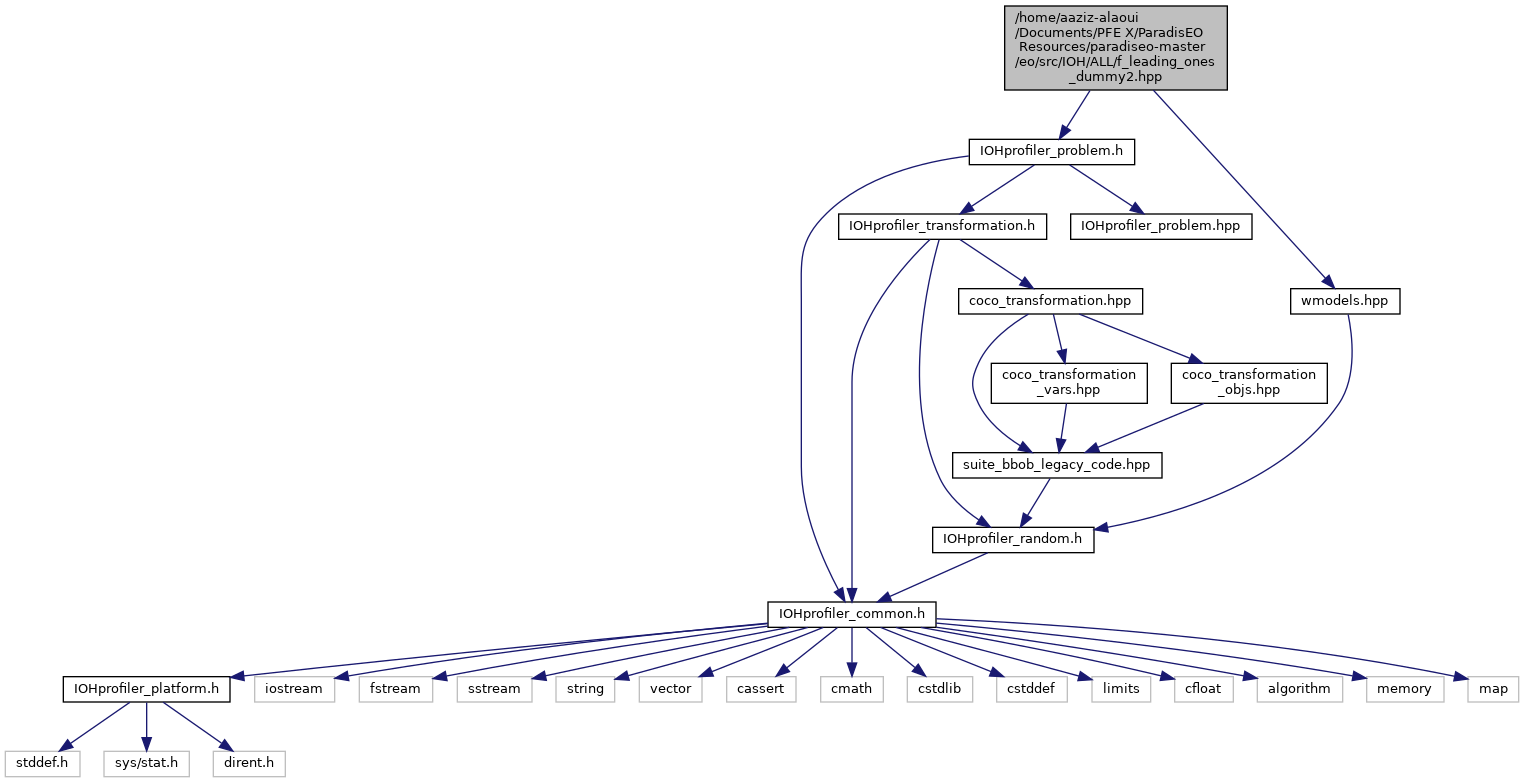 /home/aaziz-alaoui
/Documents/PFE X/ParadisEO
Resources/paradiseo-master
/eo/src/IOH/ALL/f_leading_ones
_dummy2.hpp
IOHprofiler_problem.h
IOHprofiler_transformation.h
IOHprofiler_problem.hpp
coco_transformation.hpp
wmodels.hpp
coco_transformation
_vars.hpp
coco_transformation
_objs.hpp
suite_bbob_legacy_code.hpp
IOHprofiler_random.h
IOHprofiler_common.h
IOHprofiler_platform.h
iostream
fstream
sstream
string
vector
cassert
cmath
cstdlib
cstddef
limits
cfloat
algorithm
memory
map
stddef.h
sys/stat.h
dirent.h